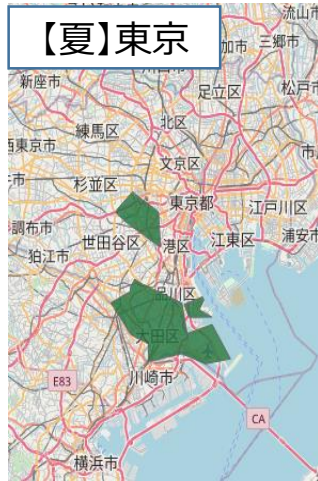 【夏】東京
流山市
加市
三郷市
新座市
足立区
松戸市
北区
練馬区
西東京市
文京区
杉並区
東京都
江戸川区
調布市
世田谷区
港区
江東区
浦安市
狛江市
品川区
大田区
川崎市
E83
CA
横浜市